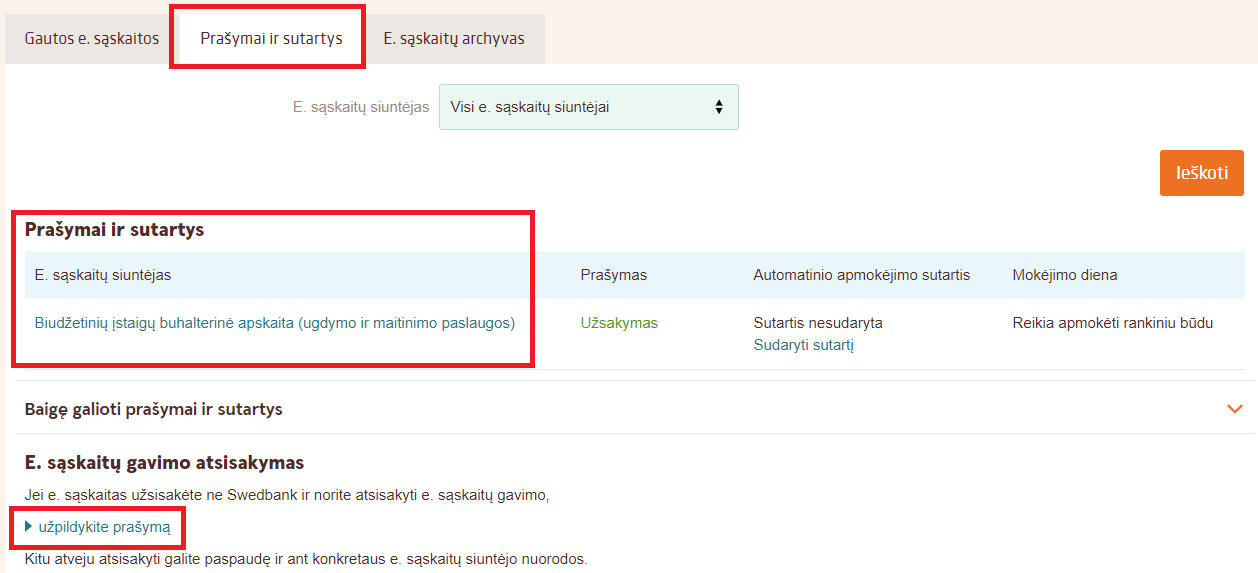 Gautos e. sąskaitos Prašymai ir sutartys E. sąskaitų archyvas
E. sąskaitų siuntėjas Visi e. sąskaitų siuntėjai
Ieškoti
Prašymai ir sutartys
E. sąskaitų siuntėjas Prašymas Automatinio apmokėjimo sutartis Mokėjimo diena
Biudžetinių įstaigų buhalterinė apskaita (ugdymo ir maitinimo paslaugos) Užsakymas Sutartis nesudaryta Reikia apmokėti rankiniu būdu
Sudaryti sutartį
Baigę galioti prašymai ir sutartys
E. sąskaitų gavimo atsisakymas
Jei e. sąskaitas užsisakėte ne Swedbank ir norite atsisakyti e. sąskaitų gavimo,
užpildykite prašymą
Kitu atveju atsisakyti galite paspaudę ir ant konkretaus e. sąskaitų siuntėjo nuorodos.